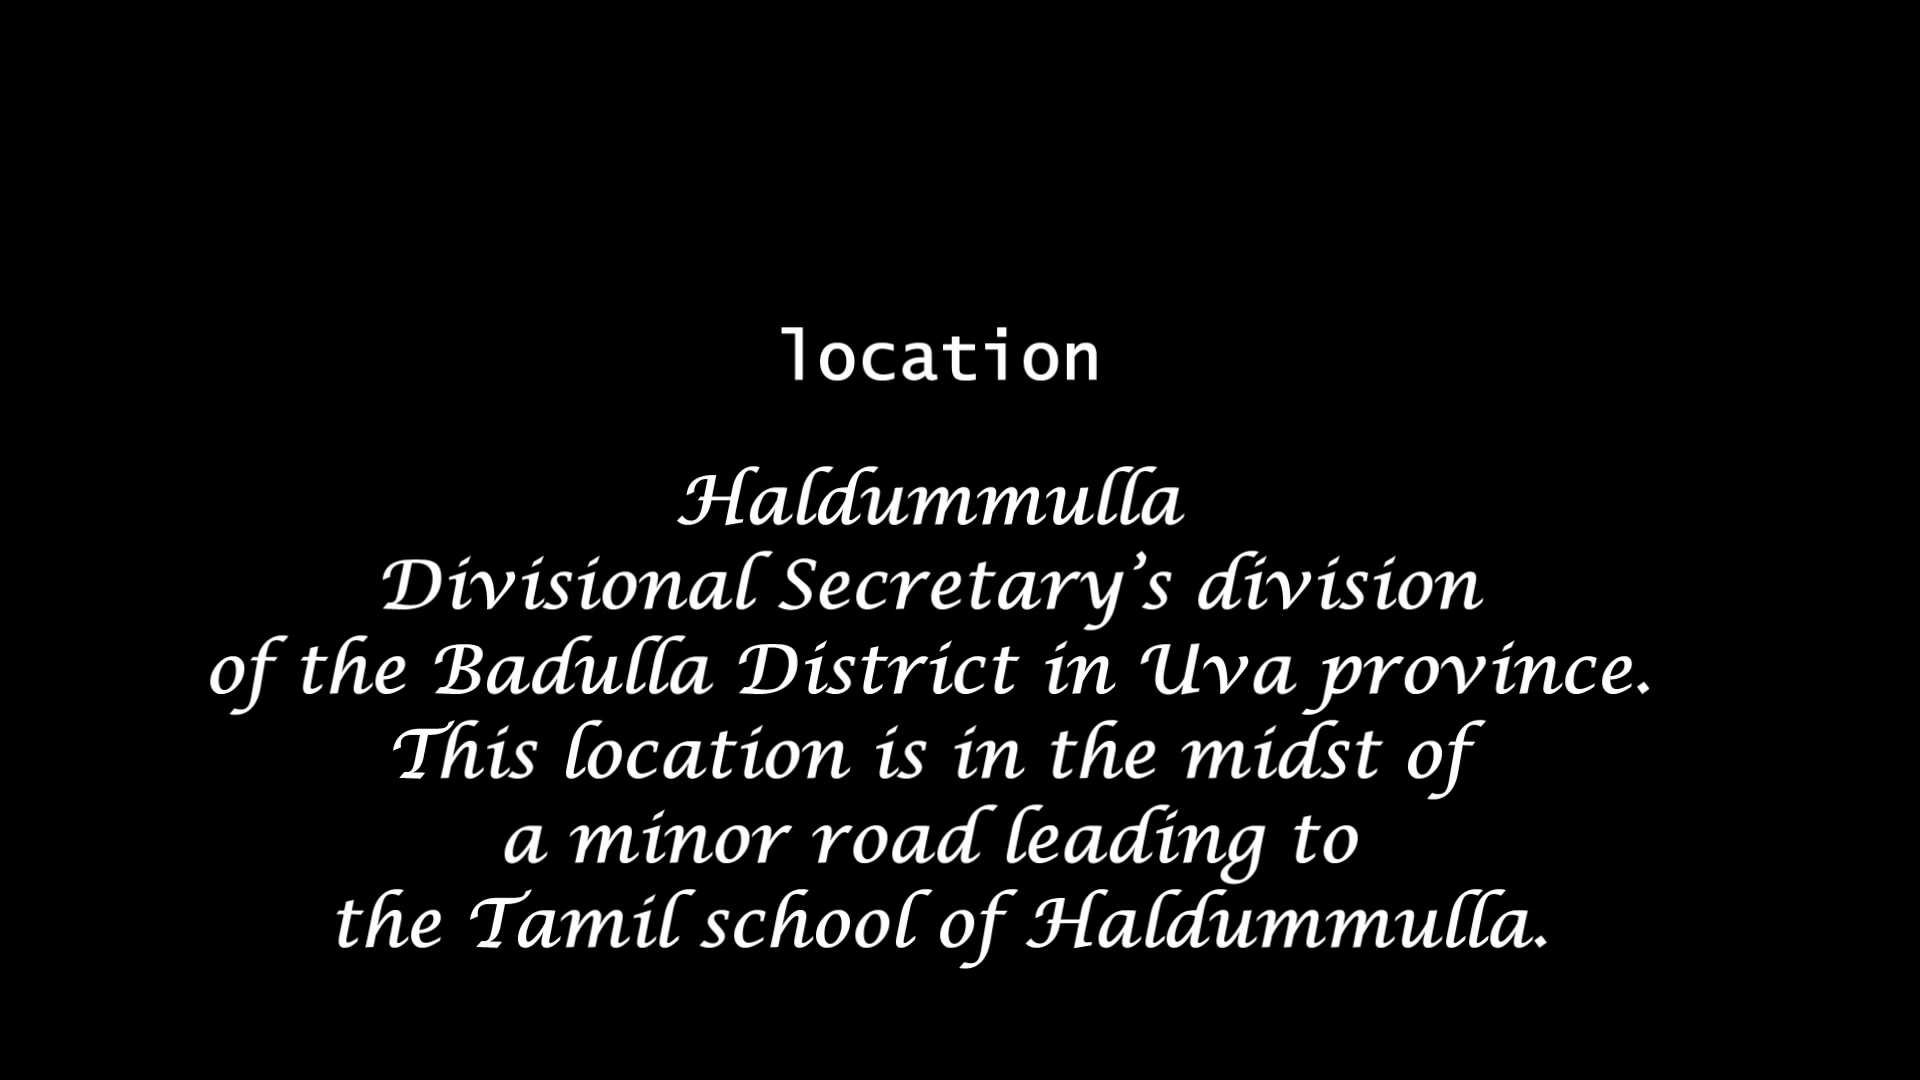 location
Haldummulla
Divisional Secretary’s division
of the Badulla District in Uva province.
This location is in the midst of
a minor road leading to
the Tamil school of Haldummulla.